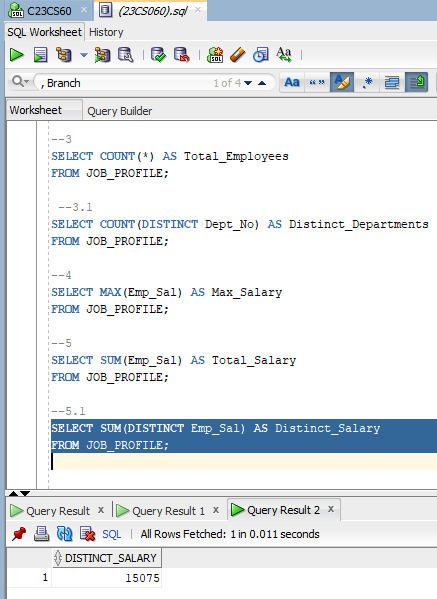 C23CS60 × (23CS060).sql ×
SQL Worksheet History
, Branch 1 of 4 Aa “” .*
Worksheet Query Builder
--3
SELECT COUNT(*) AS Total_Employees
FROM JOB_PROFILE;
--3.1
SELECT COUNT(DISTINCT Dept_No) AS Distinct_Departments
FROM JOB_PROFILE;
--4
SELECT MAX(Emp_Sal) AS Max_Salary
FROM JOB_PROFILE;
--5
SELECT SUM(Emp_Sal) AS Total_Salary
FROM JOB_PROFILE;
--5.1
SELECT SUM(DISTINCT Emp_Sal) AS Distinct_Salary
FROM JOB_PROFILE;
Query Result × Query Result 1 × Query Result 2 ×
SQL | All Rows Fetched: 1 in 0.011 seconds
DISTINCT_SALARY
1 15075